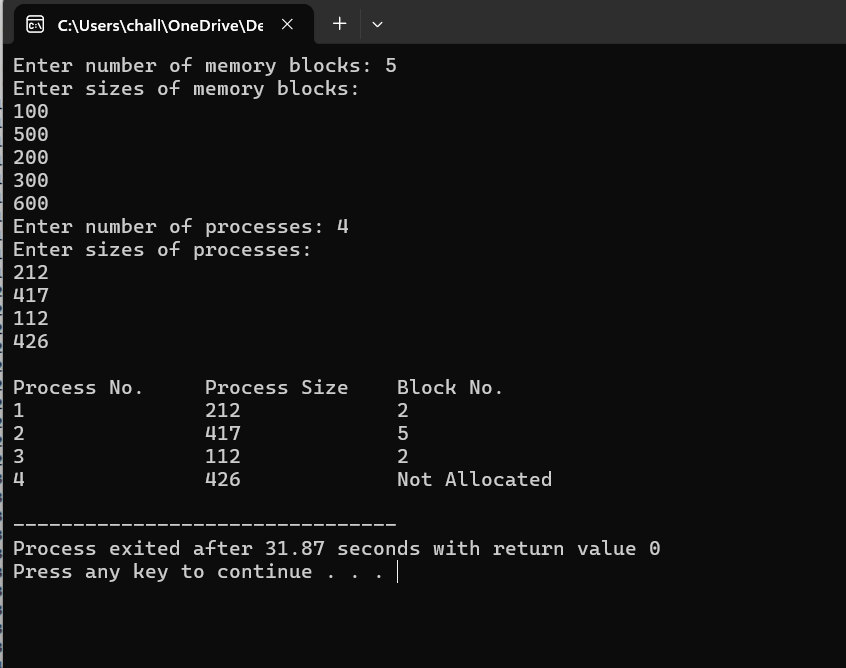 C:\Users\chall\OneDrive\De
Enter number of memory blocks: 5
Enter sizes of memory blocks:
100
500
200
300
600
Enter number of processes: 4
Enter sizes of processes:
212
417
112
426
Process No. Process Size Block No.
1 212 2
2 417 5
3 112 2
4 426 Not Allocated
--------------------------------
Process exited after 31.87 seconds with return value 0
Press any key to continue . . .